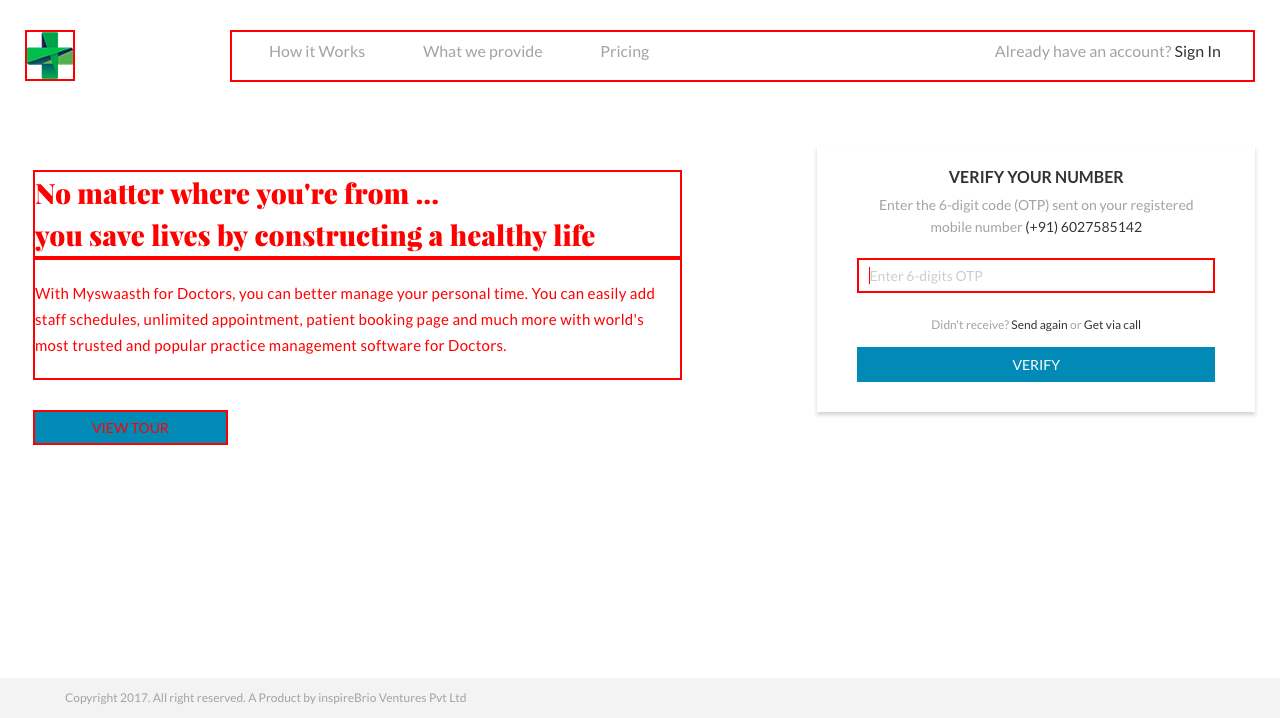 How it Works
What we provide
Pricing
Already have an account? Sign In
No matter where you're from ...
you save lives by constructing a healthy life
With Myswaasth for Doctors, you can better manage your personal time. You can easily add
staff schedules, unlimited appointment, patient booking page and much more with world's
most trusted and popular practice management software for Doctors.
VIEW TOUR
VERIFY YOUR NUMBER
Enter the 6-digit code (OTP) sent on your registered
mobile number (+91) 6027585142
Enter 6-digits OTP
Didn't receive? Send again or Get via call
VERIFY
Copyright 2017. All right reserved. A Product by inspireBrio Ventures Pvt Ltd